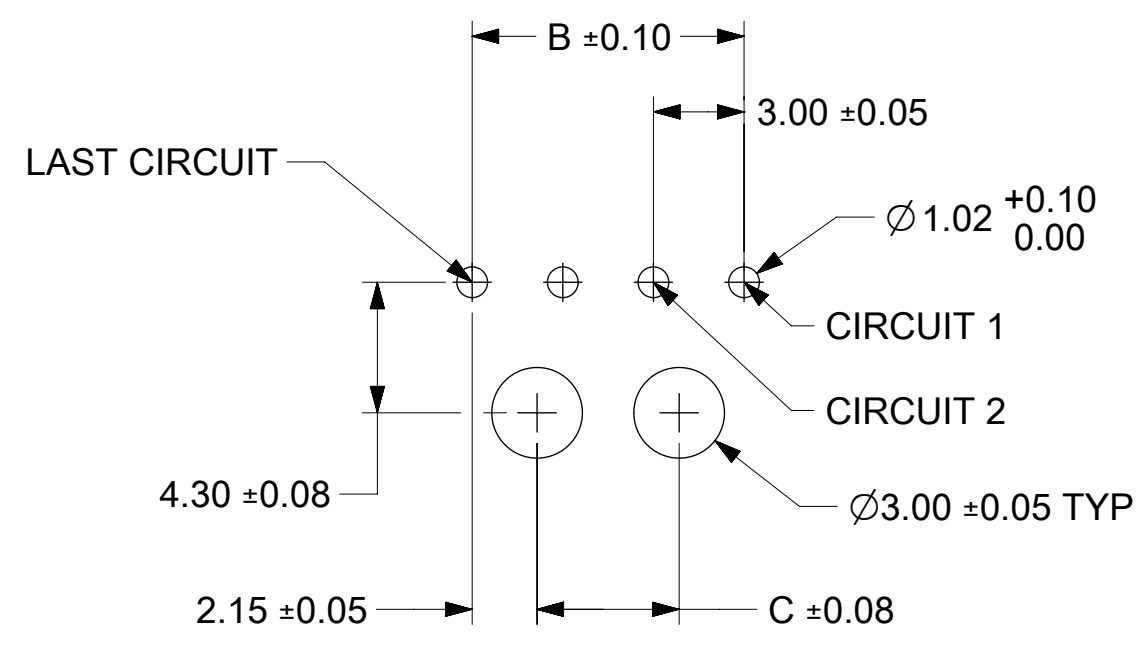 B ±0.10
3.00 ±0.05
LAST CIRCUIT
∅1.02 +0.10
0.00
CIRCUIT 1
CIRCUIT 2
4.30 ±0.08
∅3.00 ±0.05 TYP
2.15 ±0.05
C ±0.08